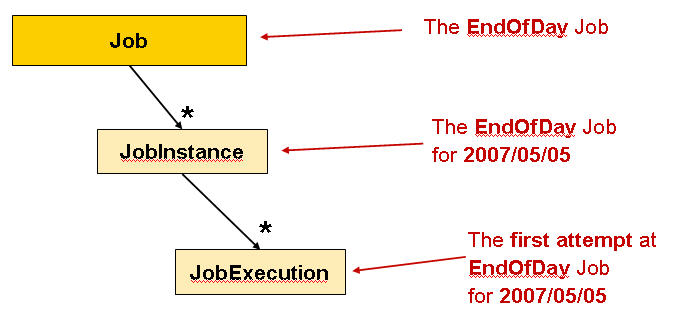 Job
The EndOfDay Job
*
JobInstance
The EndOfDay Job
for 2007/05/05
*
JobExecution
The first attempt at
EndOfDay Job
for 2007/05/05